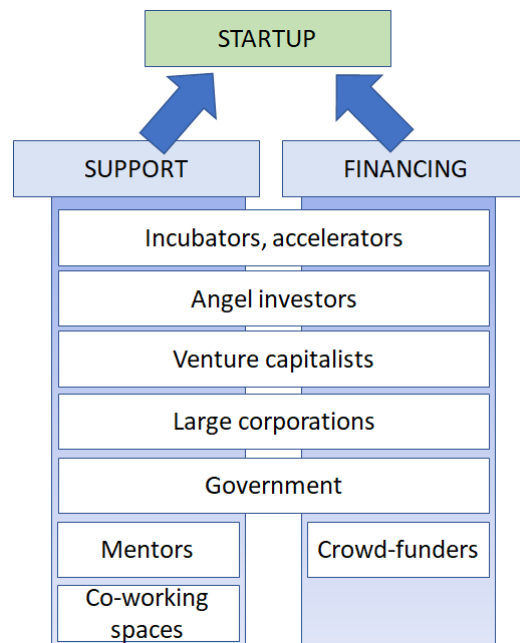 STARTUP
SUPPORT
FINANCING
Incubators, accelerators
Angel investors
Venture capitalists
Large corporations
Government
Mentors
Crowd-funders
Co-working
spaces